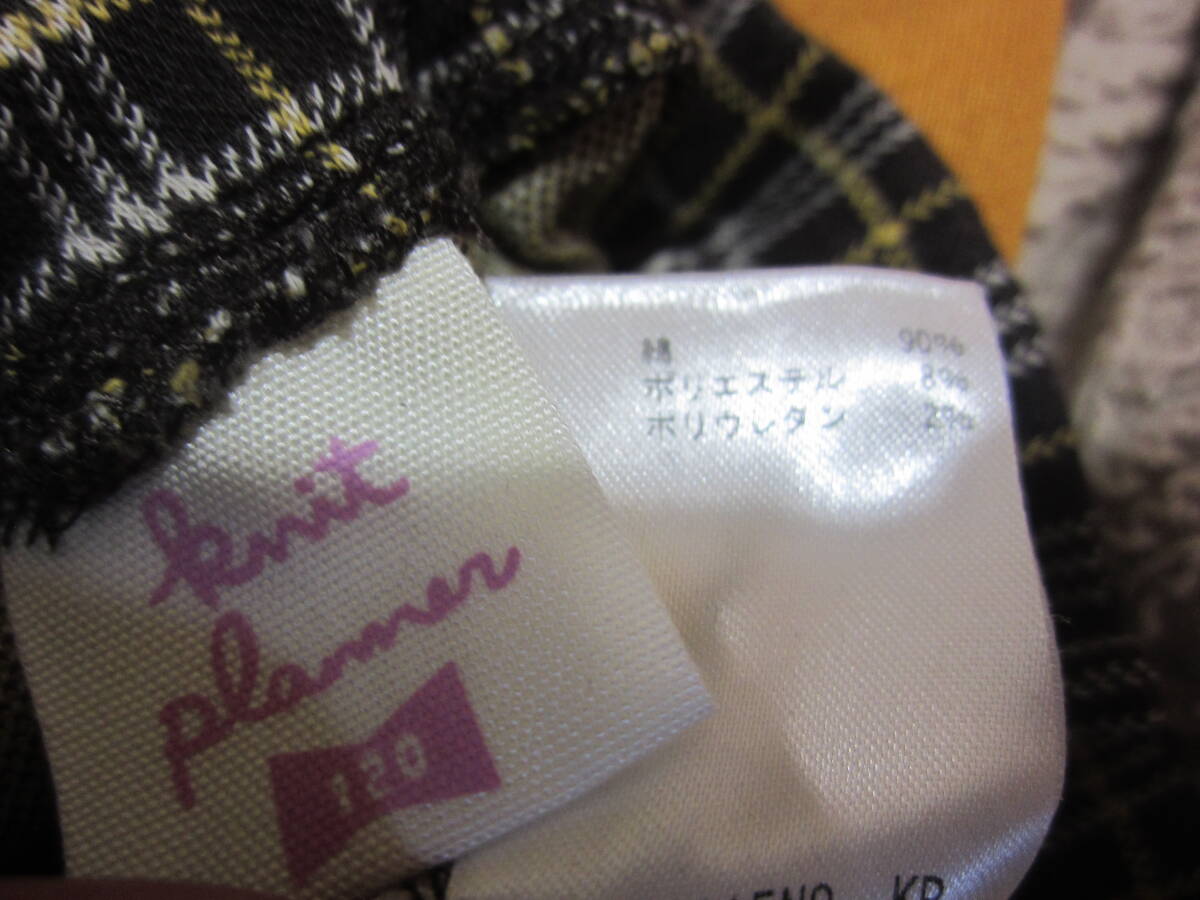 knit
planner
120
綿 90%
ポリエステル 8%
ポリウレタン 2%
KP